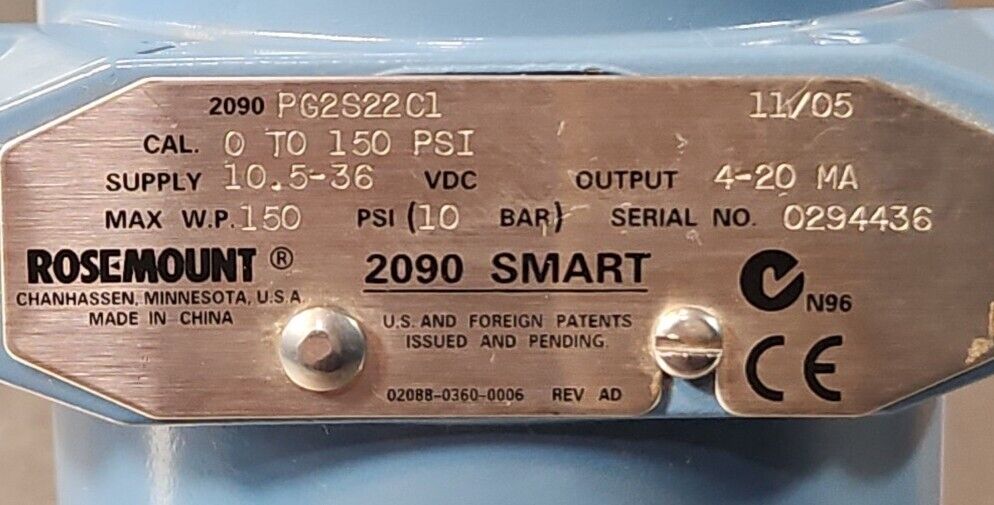 2090 PG2S22C1 11/05
CAL. 0 TO 150 PSI
SUPPLY 10.5-36 VDC OUTPUT 4-20 MA
MAX W.P. 150 PSI (10 BAR) SERIAL NO. 0294436
ROSEMOUNT ® 2090 SMART
CHANHASSEN, MINNESOTA, U.S.A
MADE IN CHINA
U.S. AND FOREIGN PATENTS
ISSUED AND PENDING.
02088-0360-0006 REV AD
N96
CE